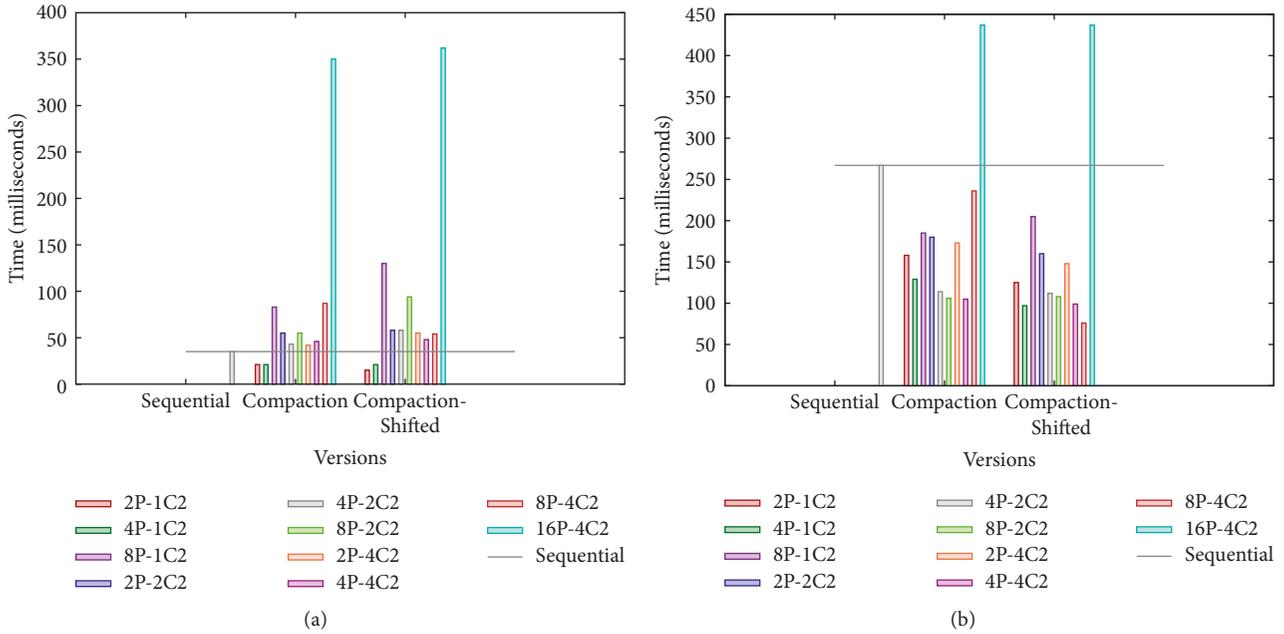 400
350
300
250
200
150
100
50
0
Time (milliseconds)
Sequential Compaction Compaction-
Shifted
Versions
2P-1C2 4P-2C2 8P-4C2
4P-1C2 8P-2C2 16P-4C2
8P-1C2 2P-4C2 Sequential
2P-2C2 4P-4C2
(a)
450
400
350
300
250
200
150
100
50
0
Time (milliseconds)
Sequential Compaction Compaction-
Shifted
Versions
2P-1C2 4P-2C2 8P-4C2
4P-1C2 8P-2C2 16P-4C2
8P-1C2 2P-4C2 Sequential
2P-2C2 4P-4C2
(b)